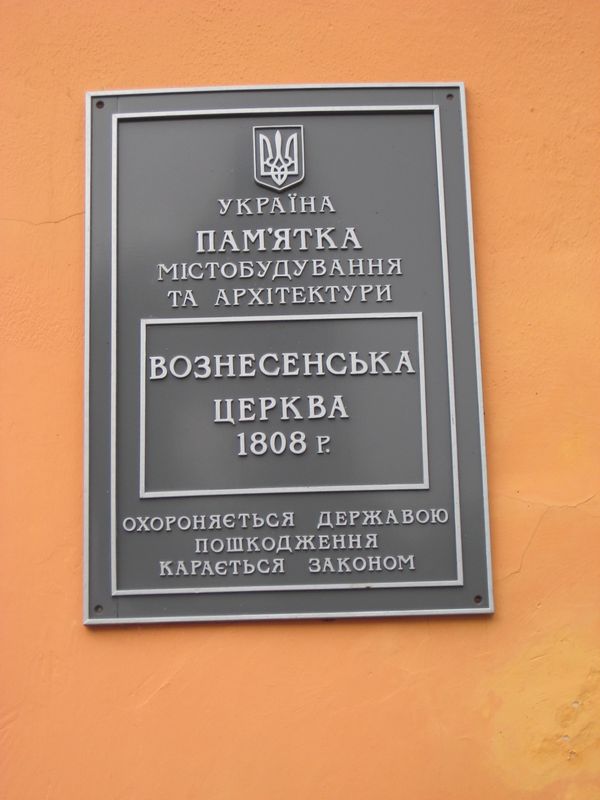 УКРАЇНА
ПАМ'ЯТКА
МІСТОБУДУВАННЯ
ТА АРХІТЕКТУРИ
ВОЗНЕСЕНСЬКА
ЦЕРКВА
1808 Р.
ОХОРОНЯЄТЬСЯ ДЕРЖАВОЮ
ПОШКОДЖЕННЯ
КАРАЄТЬСЯ ЗАКОНОМ